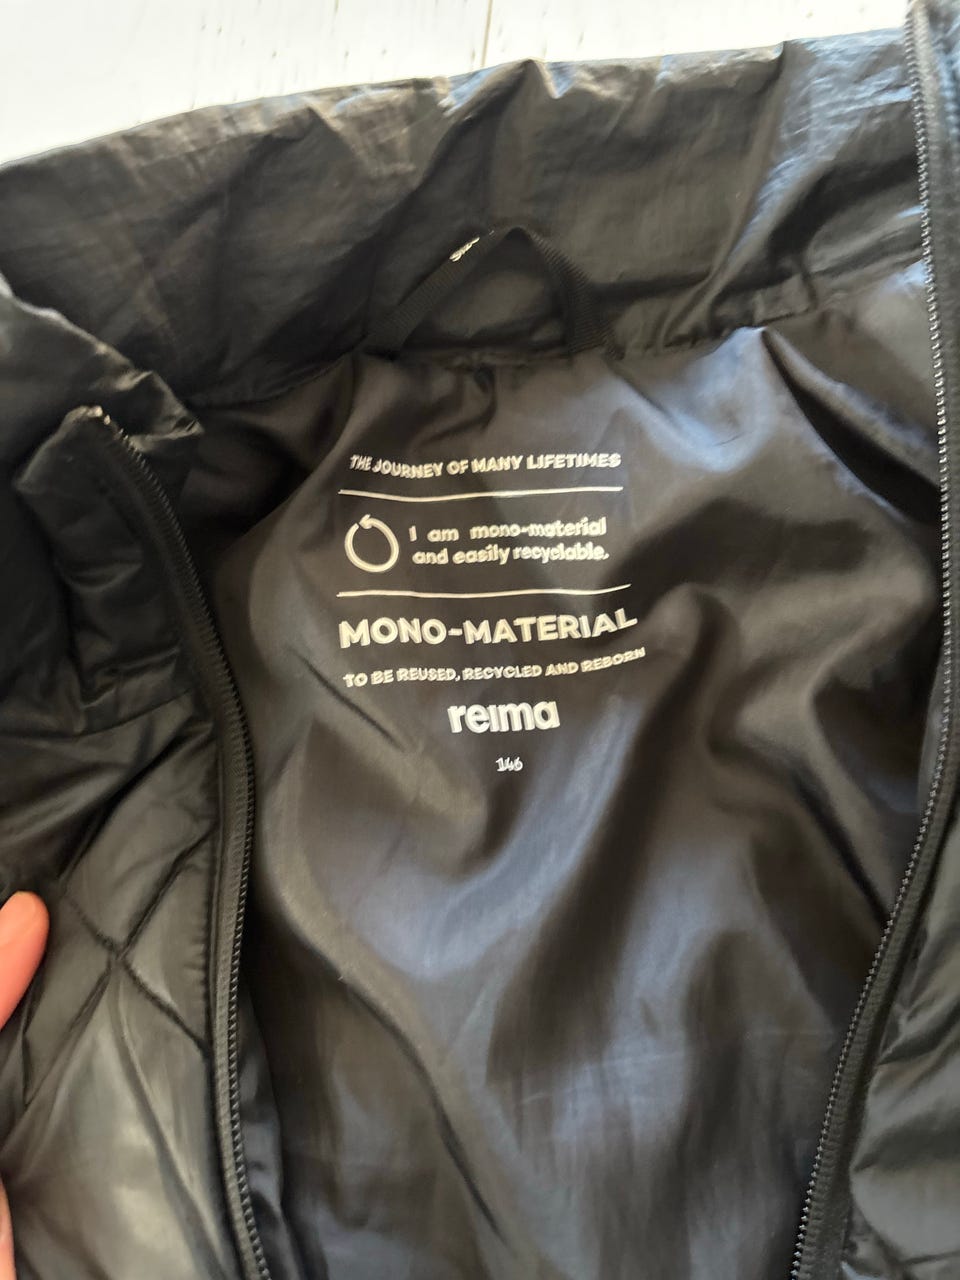 THE JOURNEY OF MANY LIFETIMES
I am mono-material
and easily recyclable.
MONO-MATERIAL
TO BE REUSED, RECYCLED AND REBORN
reima
146